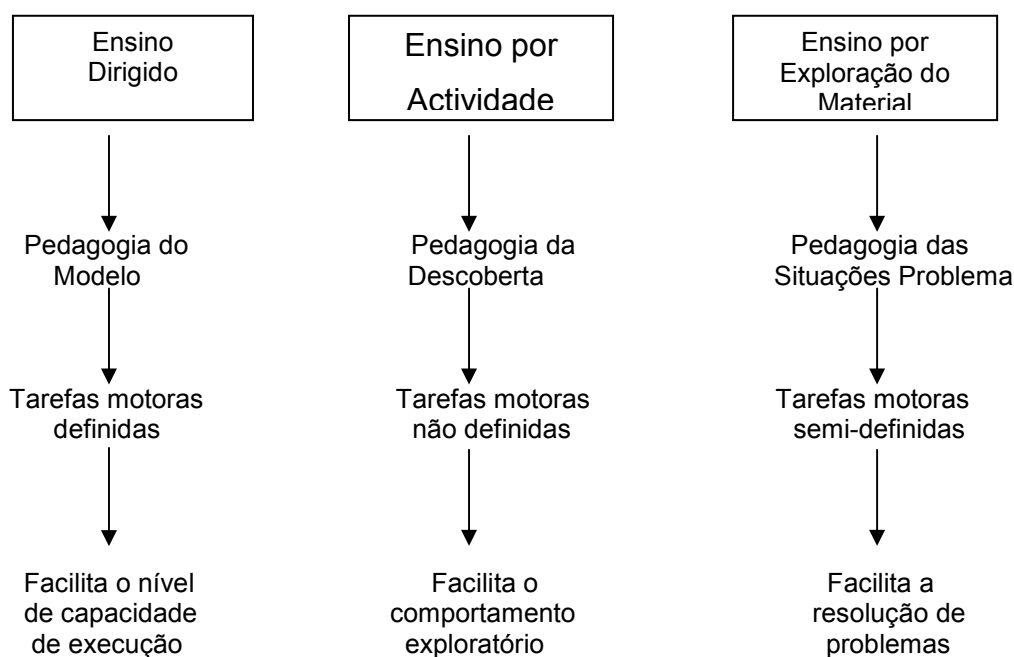 Ensino
Dirigido
Ensino por
Actividade
Ensino por
Exploração do
Material
Pedagogia do
Modelo
Pedagogia da
Descoberta
Pedagogia das
Situações Problema
Tarefas motoras
definidas
Tarefas motoras
não definidas
Tarefas motoras
semi-definidas
Facilita o nível
de capacidade
de execução
Facilita o
comportamento
exploratório
Facilita a
resolução de
problemas